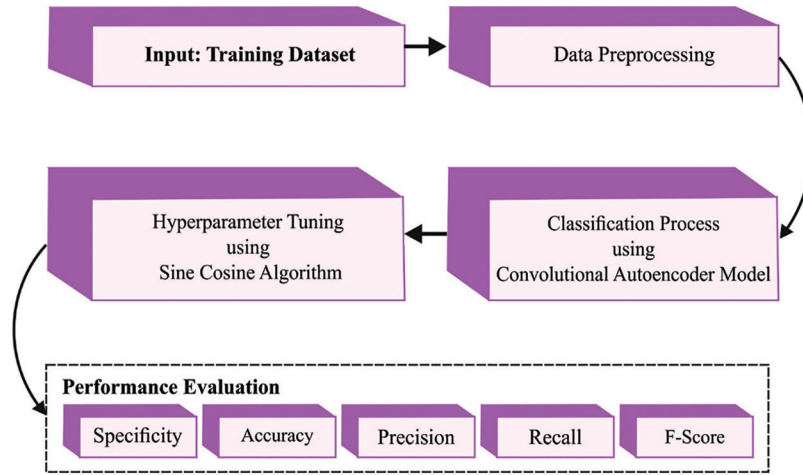 Input: Training Dataset
Data Preprocessing
Hyperparameter Tuning
using
Sine Cosine Algorithm
Classification Process
using
Convolutional Autoencoder Model
Performance Evaluation
Specificity
Accuracy
Precision
Recall
F-Score